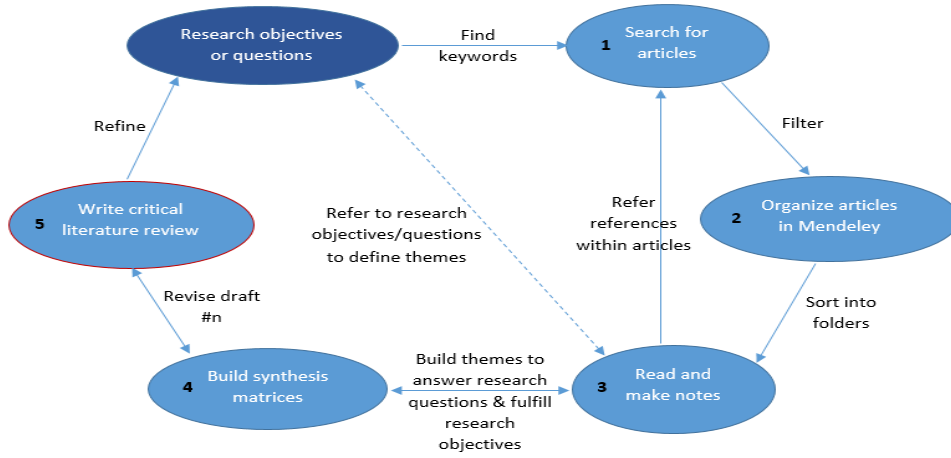 Research objectives
or questions
Find
keywords
1
Search for
articles
Filter
2
Organize articles
in Mendeley
Sort into
folders
3
Read and
make notes
Refer
references
within articles
Refer to research
objectives/questions
to define themes
Build themes to
answer research
questions & fulfill
research
objectives
4
Build synthesis
matrices
Revise draft
#n
5
Write critical
literature review
Refine